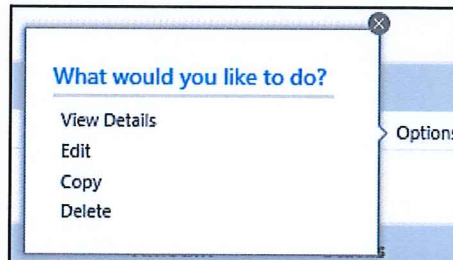 What would you like to do?
View Details
Options
Edit
Copy
Delete